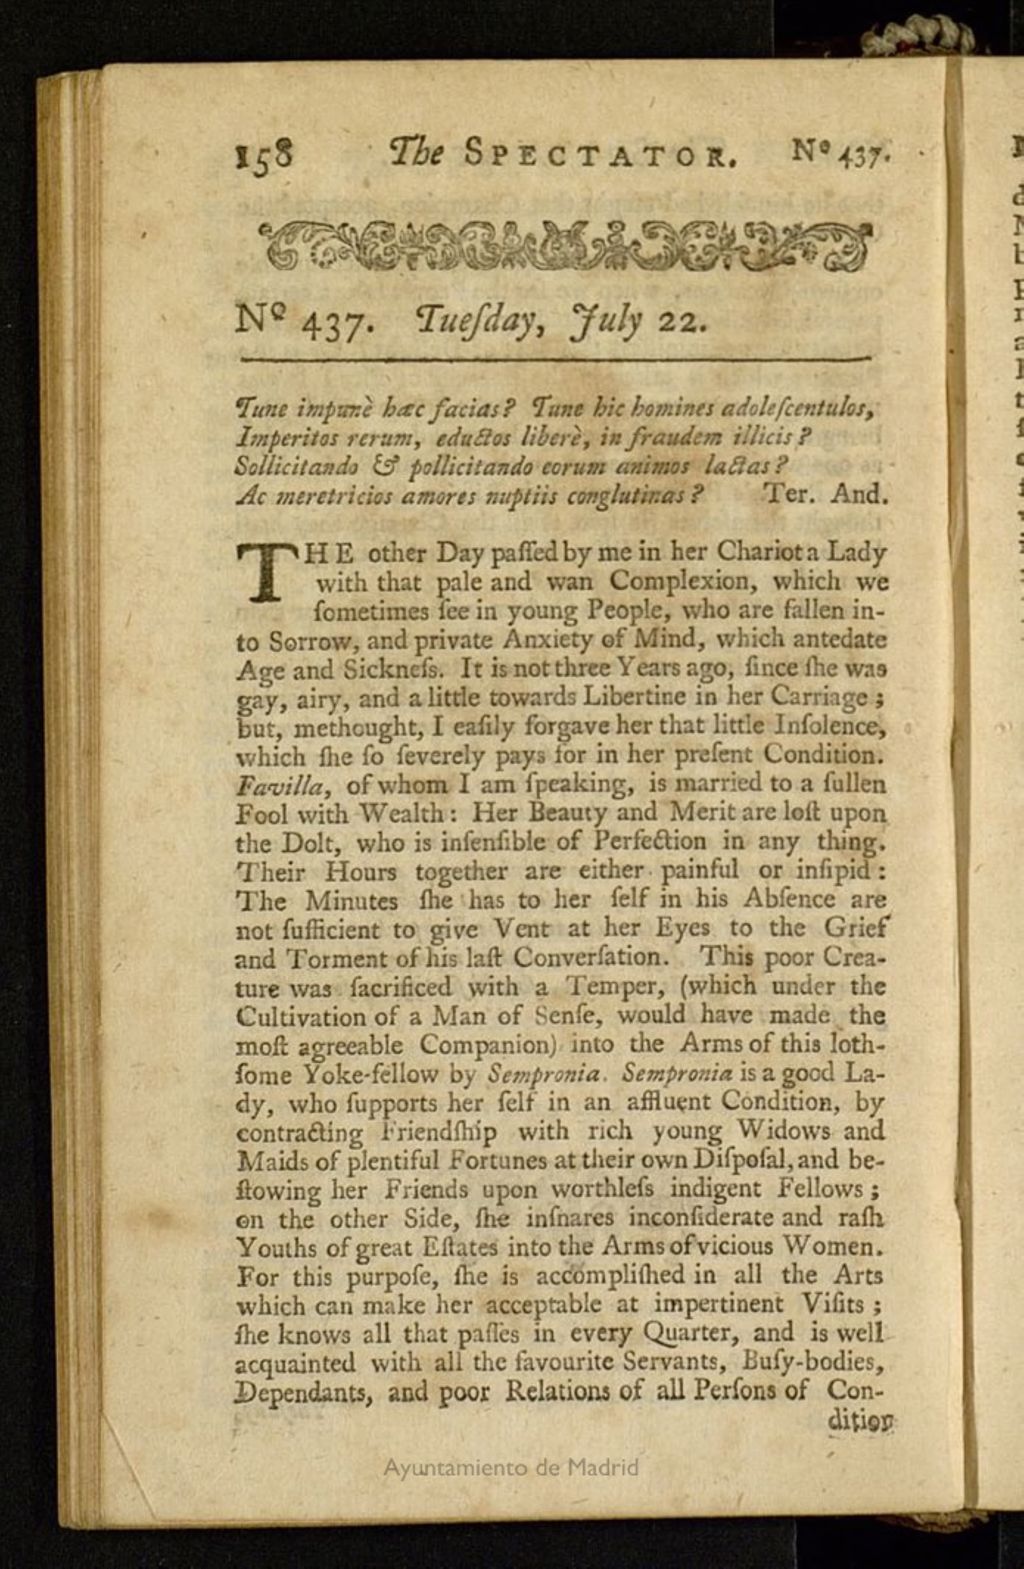 158 The SPECTATOR. Nº 437.
Nº 437. Tueſday, July 22.
Tune impunè hæc facias? Tune hic homines adoleſcentulos,
Imperitos rerum, eductos liberè, in fraudem illicis?
Sollicitando & pollicitando eorum animos lactas?
Ac meretricios amores nuptiis conglutinas? Ter. And.
THE other Day paſſed by me in her Chariot a Lady
with that pale and wan Complexion, which we
ſometimes ſee in young People, who are fallen in-
to Sorrow, and private Anxiety of Mind, which antedate
Age and Sickneſs. It is not three Years ago, ſince ſhe was
gay, airy, and a little towards Libertine in her Carriage;
but, methought, I eaſily forgave her that little Inſolence,
which ſhe ſo ſeverely pays for in her preſent Condition.
Favilla, of whom I am ſpeaking, is married to a ſullen
Fool with Wealth: Her Beauty and Merit are loſt upon
the Dolt, who is inſenſible of Perfection in any thing.
Their Hours together are either painful or inſipid:
The Minutes ſhe has to her ſelf in his Abſence are
not ſufficient to give Vent at her Eyes to the Grief
and Torment of his laſt Converſation. This poor Crea-
ture was ſacrificed with a Temper, (which under the
Cultivation of a Man of Senſe, would have made the
moſt agreeable Companion) into the Arms of this loth-
ſome Yoke-fellow by Sempronia. Sempronia is a good La-
dy, who ſupports her ſelf in an affluent Condition, by
contracting Friendſhip with rich young Widows and
Maids of plentiful Fortunes at their own Diſpoſal, and be-
ſtowing her Friends upon worthleſs indigent Fellows;
on the other Side, ſhe inſnares inconſiderate and raſh
Youths of great Eſtates into the Arms of vicious Women.
For this purpoſe, ſhe is accompliſhed in all the Arts
which can make her acceptable at impertinent Viſits;
ſhe knows all that paſſes in every Quarter, and is well
acquainted with all the favourite Servants, Buſy-bodies,
Dependants, and poor Relations of all Perſons of Con-
dition
Ayuntamiento de Madrid